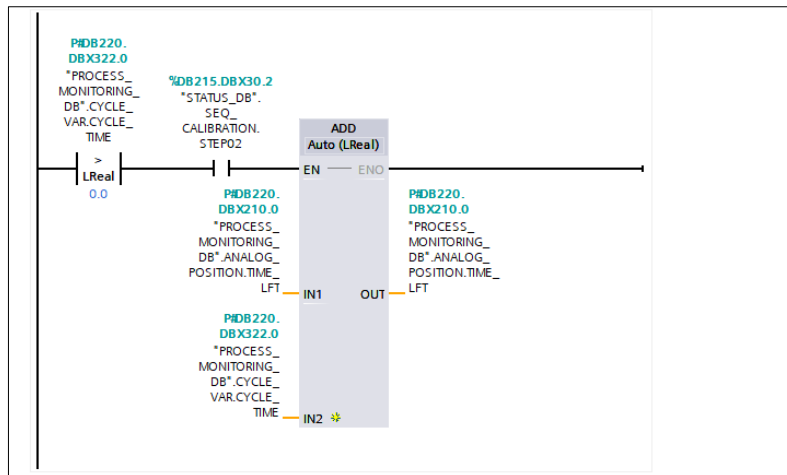 P#DB220.
DBX322.0
"PROCESS_
MONITORING_
DB".CYCLE_
VAR.CYCLE_
TIME
>
LReal
0.0
%DB215.DBX30.2
"STATUS_DB".
SEQ_
CALIBRATION.
STEP02
ADD
Auto (LReal)
EN
ENO
P#DB220.
DBX210.0
"PROCESS_
MONITORING_
DB".ANALOG_
POSITION.TIME_
LFT
IN1
OUT
P#DB220.
DBX210.0
"PROCESS_
MONITORING_
DB".ANALOG_
POSITION.TIME_
LFT
P#DB220.
DBX322.0
"PROCESS_
MONITORING_
DB".CYCLE_
VAR.CYCLE_
TIME
IN2